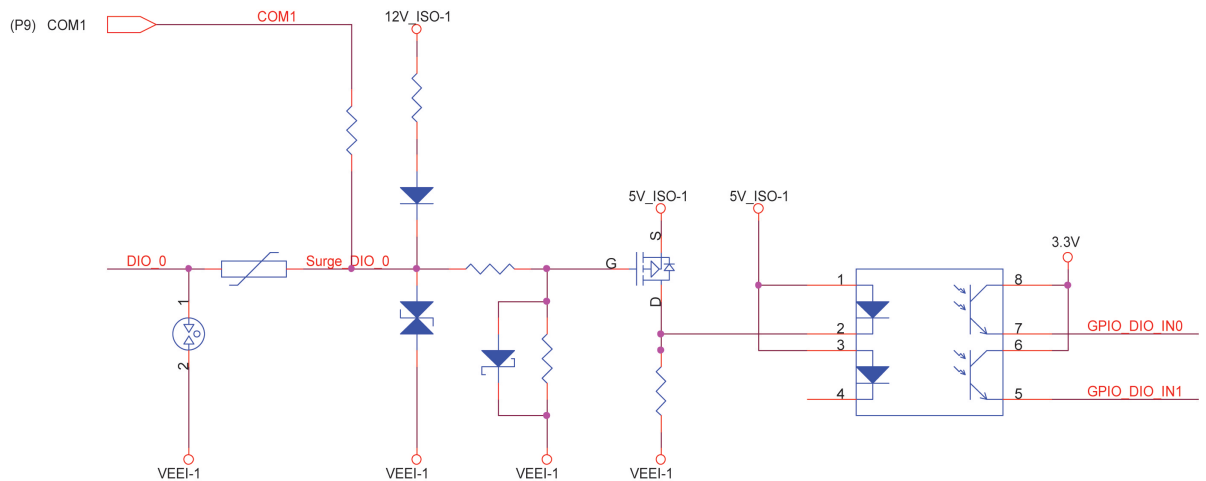 (P9) COM1
COM1
12V_ISO-1
5V_ISO-1
5V_ISO-1
3.3V
DIO_0
Surge_DIO_0
G
S
D
1
2
1
2
3
4
8
7
6
5
GPIO_DIO_IN0
GPIO_DIO_IN1
VEEI-1
VEEI-1
VEEI-1
VEEI-1